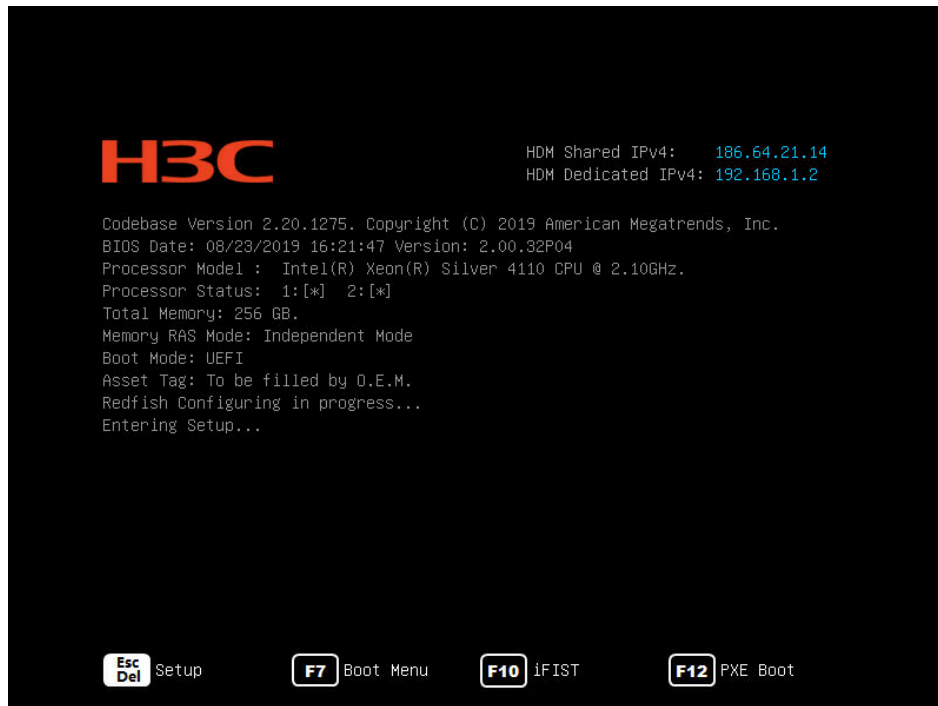 H3C
HDM Shared IPv4: 186.64.21.14
HDM Dedicated IPv4: 192.168.1.2
Codebase Version 2.20.1275. Copyright (C) 2019 American Megatrends, Inc.
BIOS Date: 08/23/2019 16:21:47 Version: 2.00.32P04
Processor Model : Intel(R) Xeon(R) Silver 4110 CPU @ 2.10GHz.
Processor Status: 1:[*] 2:[*]
Total Memory: 256 GB.
Memory RAS Mode: Independent Mode
Boot Mode: UEFI
Asset Tag: To be filled by O.E.M.
Redfish Configuring in progress...
Entering Setup...
Esc Del Setup F7 Boot Menu F10 iFIST F12 PXE Boot